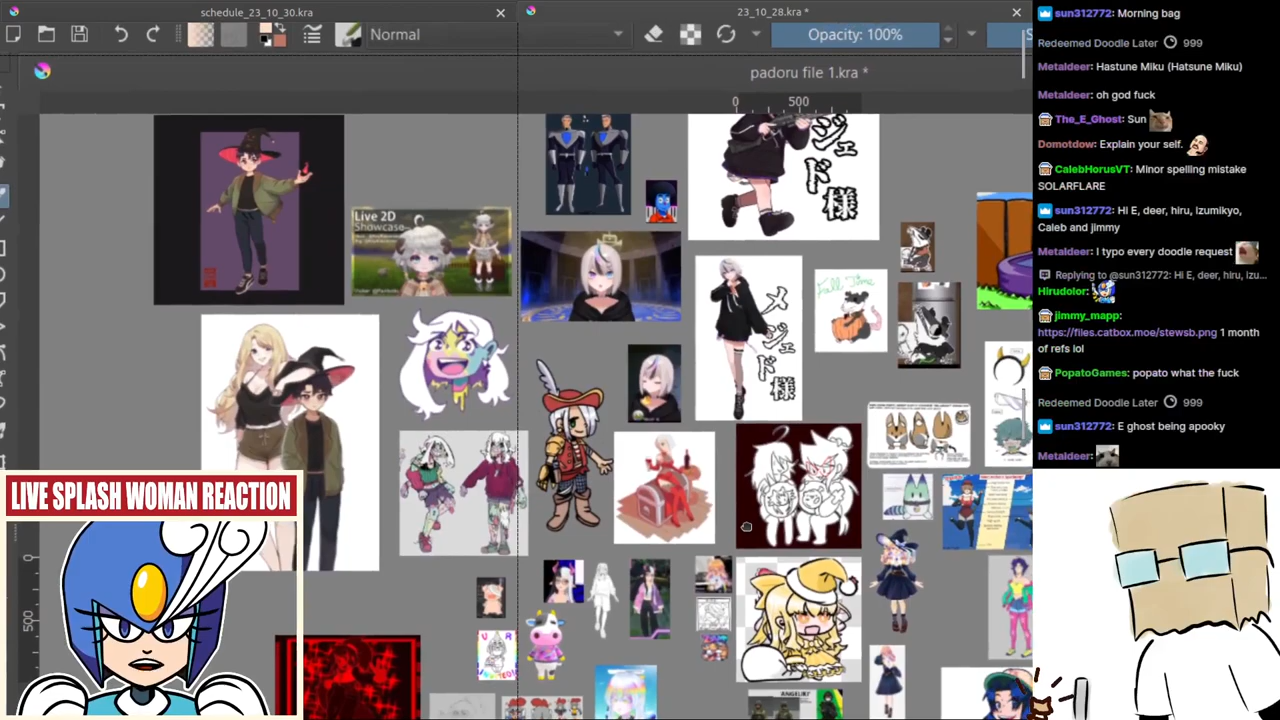 schedule_23_10_30.kra
23_10_28.kra *
Normal
Opacity: 100%
padoru file 1.kra *
0
500
0
500
Live 2D
Showcase
ジェド様
メジェド様
Fall Time
LIVE SPLASH WOMAN REACTION
sun312772: Morning bag
Redeemed Doodle Later 999
Metaldeer: Hastune Miku (Hatsune Miku)
Metaldeer: oh god fuck
The_E_Ghost: Sun
Domotdow: Explain your self.
CalebHorusVT: Minor spelling mistake
SOLARFLARE
sun312772: HI E, deer, hiru, izumikyo,
Caleb and jimmy
Metaldeer: I typo every doodle request
Replying to @sun312772: HI E, deer, hiru, izu...
Hirudolor:
jimmy_mapp:
https://files.catbox.moe/stewsb.png 1 month
of refs lol
PopatoGames: popato what the fuck
Redeemed Doodle Later 999
sun312772: E ghost being apooky
Metaldeer: